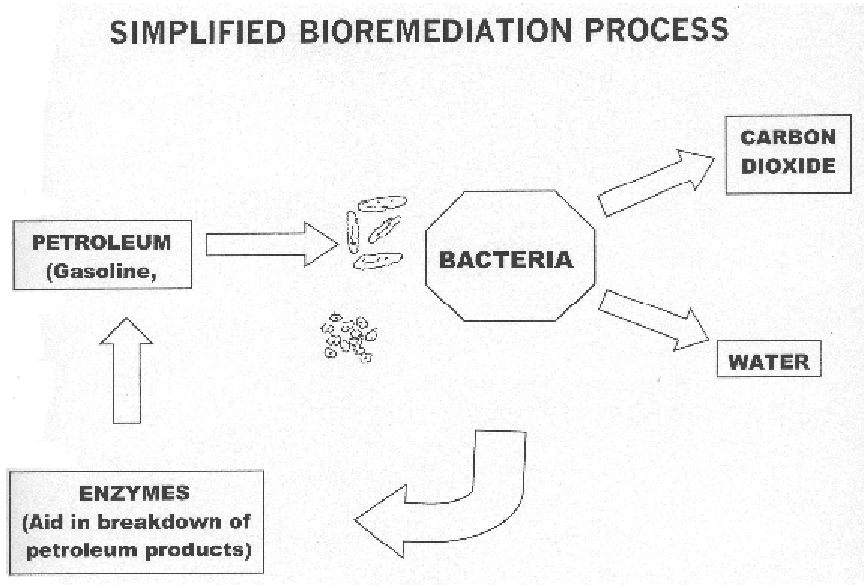 SIMPLIFIED BIOREMEDIATION PROCESS
CARBON
DIOXIDE
PETROLEUM
(Gasoline,
BACTERIA
WATER
ENZYMES
(Aid in breakdown of
petroleum products)